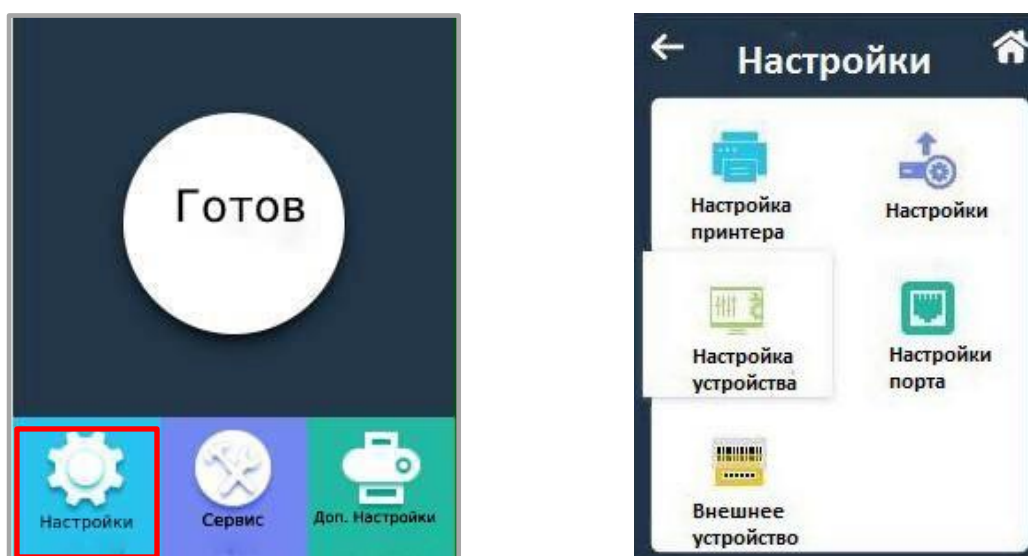 Готов
Настройки
Сервис
Доп. Настройки
Настройки
Настройка
принтера
Настройки
Настройка
устройства
Настройки
порта
Внешнее
устройство